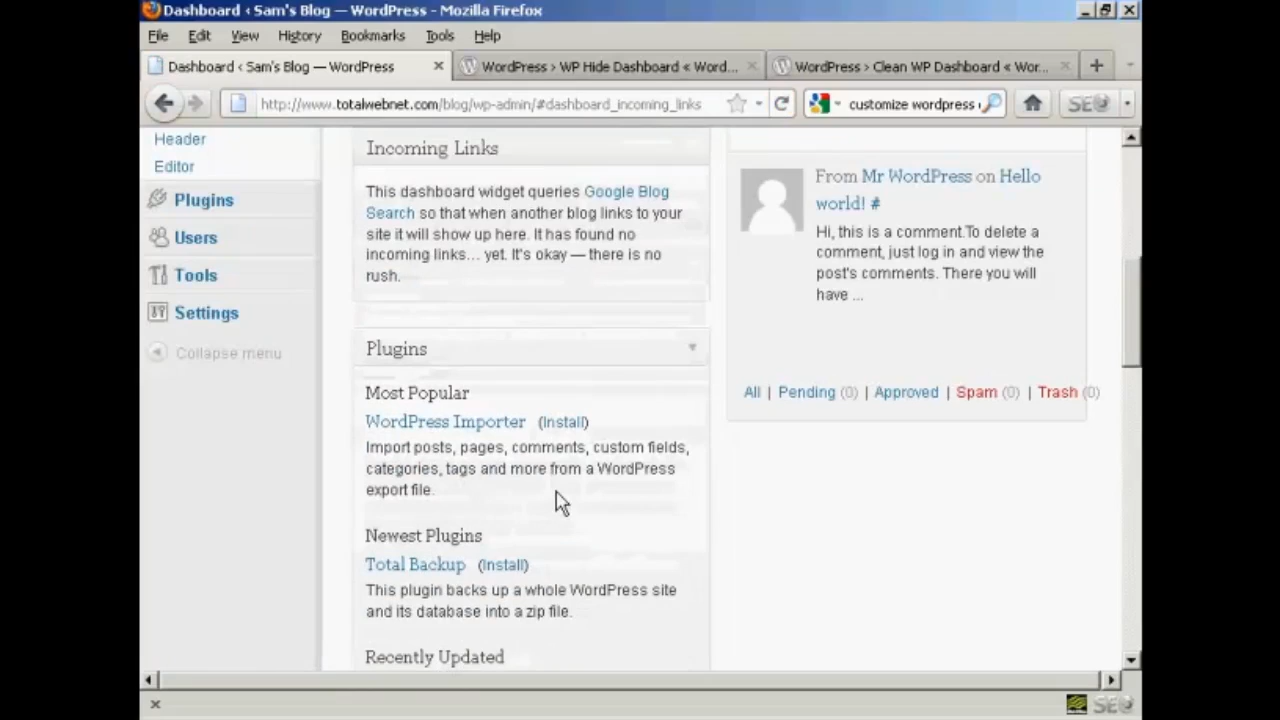 Dashboard ‹ Sam's Blog — WordPress - Mozilla Firefox
File Edit View History Bookmarks Tools Help
Dashboard ‹ Sam's Blog — WordPress
WordPress › WP Hide Dashboard « Word...
WordPress › Clean WP Dashboard « Wor...
http://www.totalwebnet.com/blog/wp-admin/#dashboard_incoming_links
customize wordpress
SEO
Header
Editor
Plugins
Users
Tools
Settings
Collapse menu
Incoming Links
This dashboard widget queries Google Blog
Search so that when another blog links to your
site it will show up here. It has found no
incoming links… yet. It's okay — there is no
rush.
Plugins
Most Popular
WordPress Importer (Install)
Import posts, pages, comments, custom fields,
categories, tags and more from a WordPress
export file.
Newest Plugins
Total Backup (Install)
This plugin backs up a whole WordPress site
and its database into a zip file.
Recently Updated
From Mr WordPress on Hello
world! #
Hi, this is a comment.To delete a
comment, just log in and view the
post's comments. There you will
have ...
All | Pending (0) | Approved | Spam (0) | Trash (0)
SEO